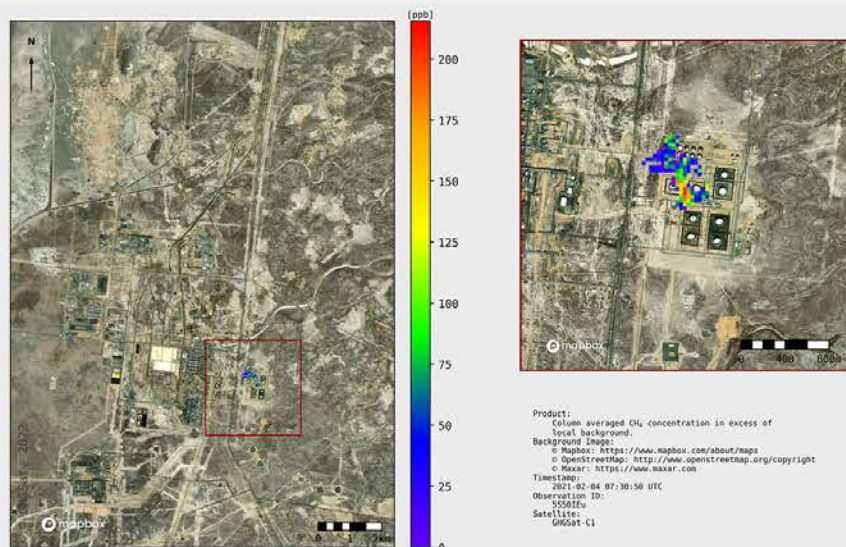 [ppb]
N
200
175
150
125
100
75
50
25
0
mapbox
0 1 2km
mapbox
0 400 800m
Product:
Column averaged CH₄ concentration in excess of
local background.
Background Image:
© Mapbox: https://www.mapbox.com/about/maps
© OpenStreetMap: http://www.openstreetmap.org/copyright
© Maxar: https://www.maxar.com
Timestamp:
2021-02-04 07:30:50 UTC
Observation ID:
Satellite:
GHGSat-C1